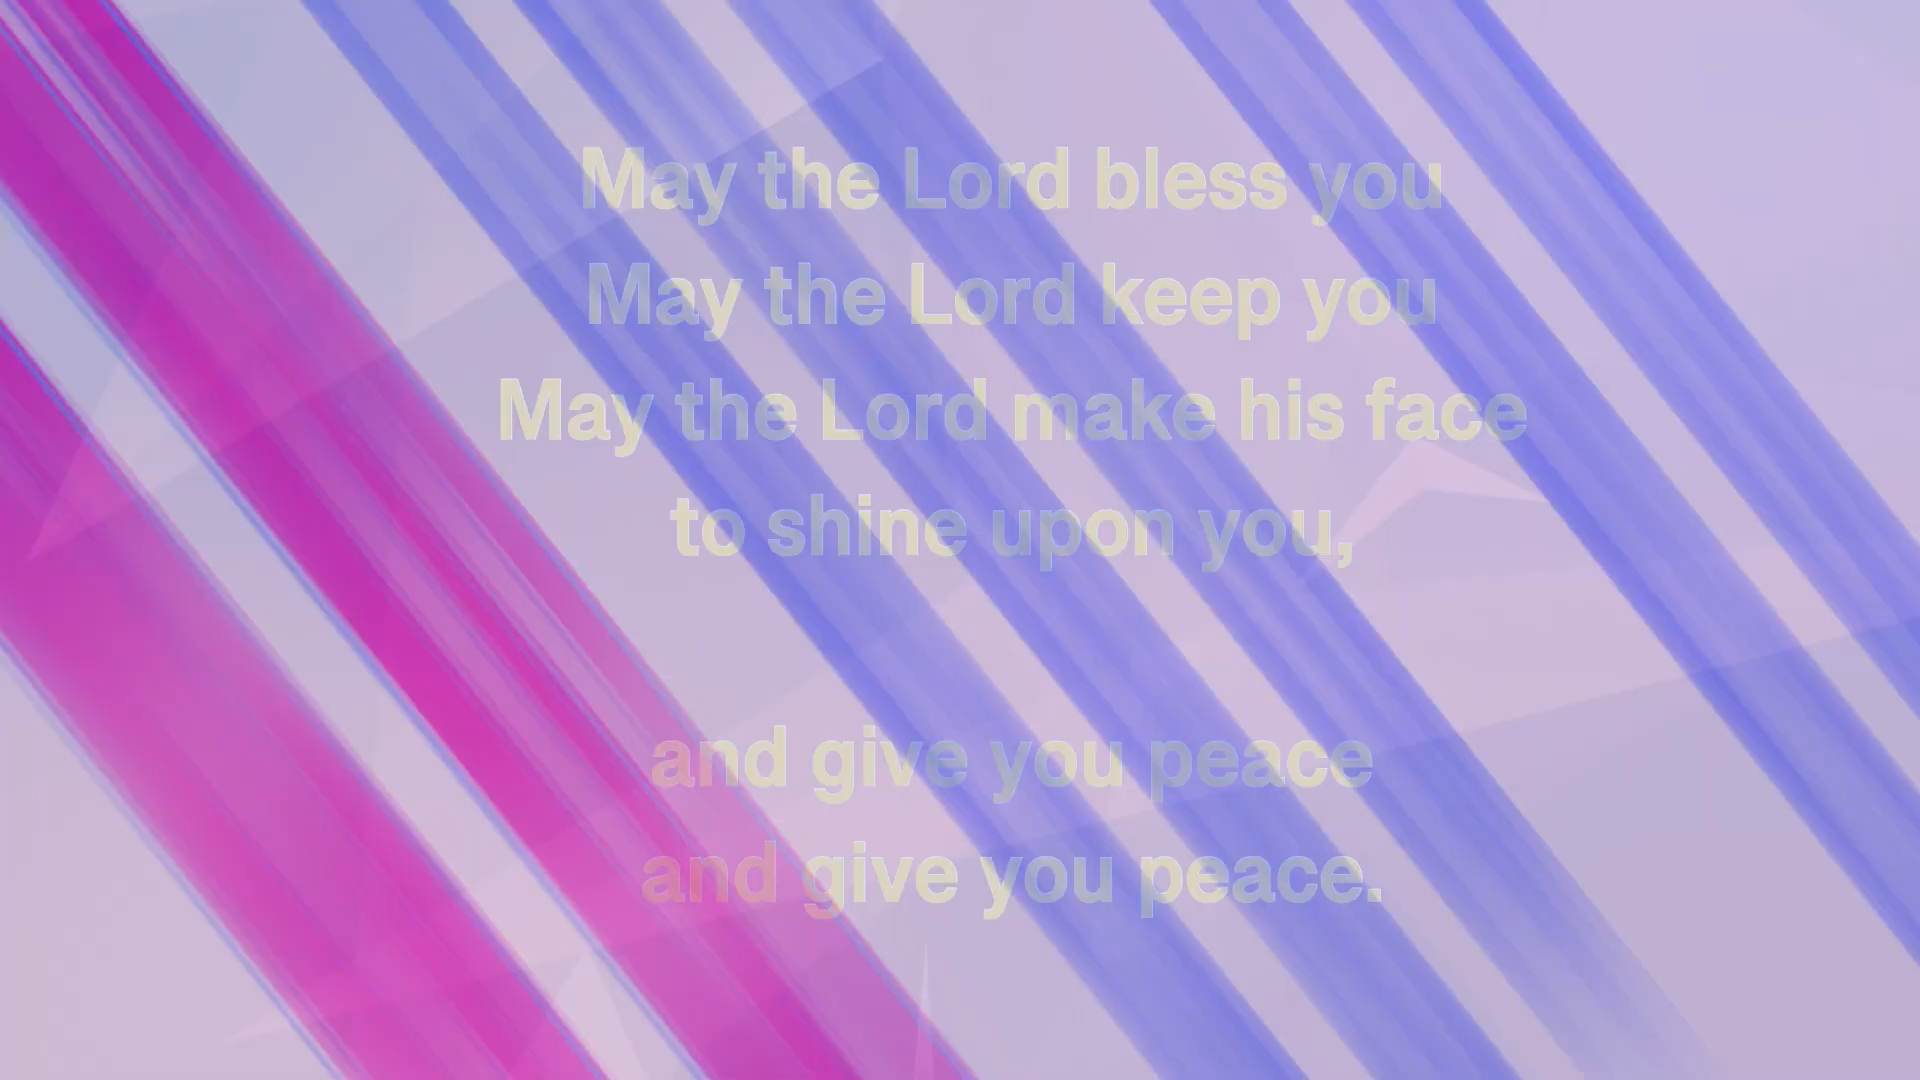 May the Lord bless you
May the Lord keep you
May the Lord make his face
to shine upon you,
and give you peace
and give you peace.